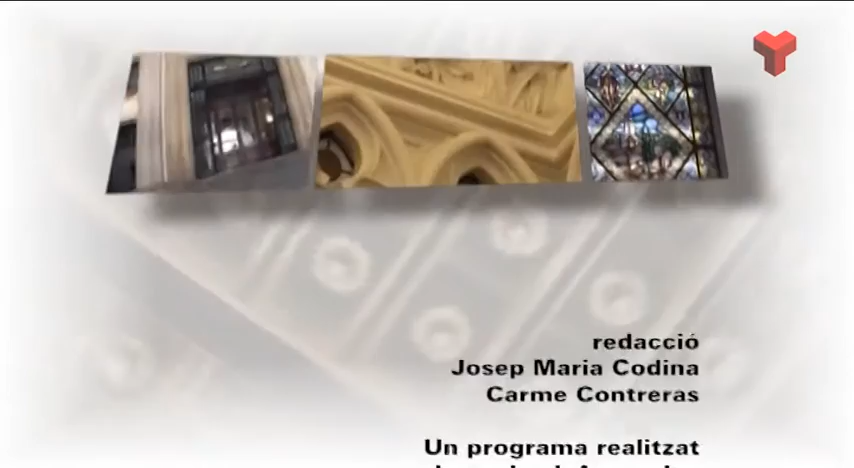 redacció
Josep Maria Codina
Carme Contreras
Un programa realitzat